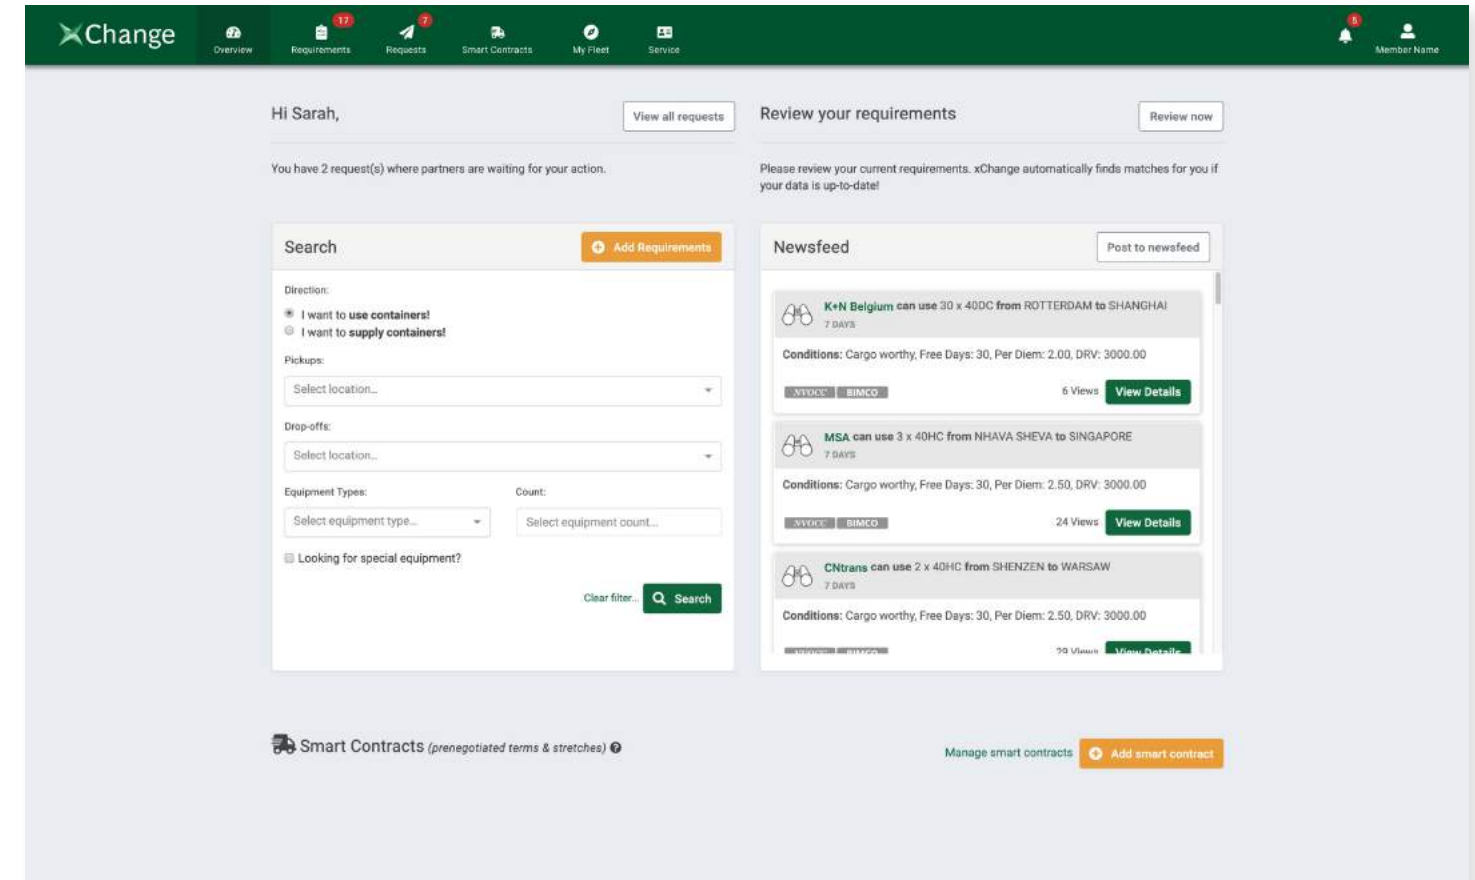 xChange
Overview
17
Requirements
7
Requests
Smart Contracts
My Fleet
Service
5
Member Name
Hi Sarah,
View all requests
You have 2 request(s) where partners are waiting for your action.
Review your requirements
Review now
Please review your current requirements. xChange automatically finds matches for you if
your data is up-to-date!
Search
Add Requirements
Direction:
I want to use containers!
I want to supply containers!
Pickups:
Select location...
Drop-offs:
Select location...
Equipment Types:
Count:
Select equipment type...
Select equipment count...
Looking for special equipment?
Clear filter...
Search
Newsfeed
Post to newsfeed
K+N Belgium can use 30 x 40DC from ROTTERDAM to SHANGHAI
7 DAYS
Conditions: Cargo worthy, Free Days: 30, Per Diem: 2.00, DRV: 3000.00
NVOCC BIMCO
6 Views
View Details
MSA can use 3 x 40HC from NHAVA SHEVA to SINGAPORE
7 DAYS
Conditions: Cargo worthy, Free Days: 30, Per Diem: 2.50, DRV: 3000.00
NVOCC BIMCO
24 Views
View Details
CNtrans can use 2 x 40HC from SHENZEN to WARSAW
7 DAYS
Conditions: Cargo worthy, Free Days: 30, Per Diem: 2.50, DRV: 3000.00
NVOCC BIMCO
29 Views
View Details
Smart Contracts (prenegotiated terms & stretches)
Manage smart contracts
Add smart contract